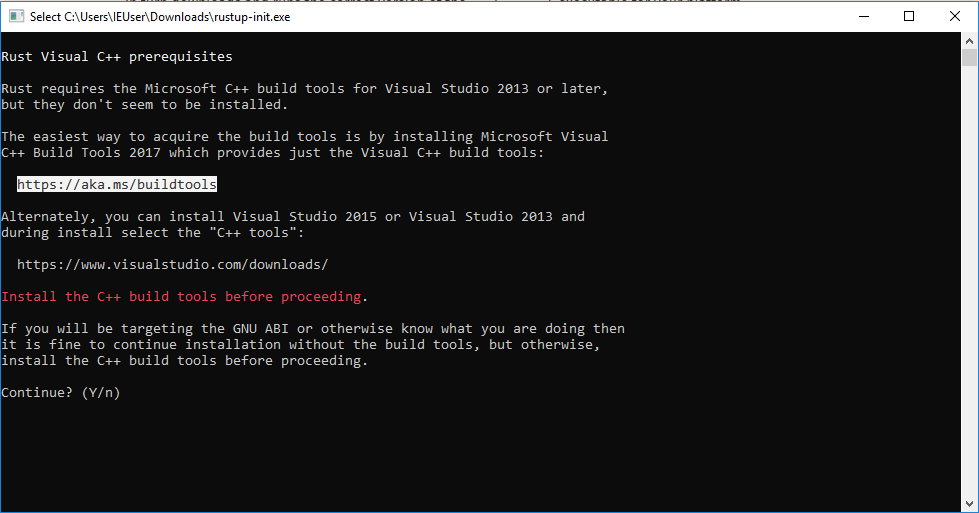 Select C:\Users\IEUser\Downloads\rustup-init.exe
Rust Visual C++ prerequisites
Rust requires the Microsoft C++ build tools for Visual Studio 2013 or later,
but they don't seem to be installed.
The easiest way to acquire the build tools is by installing Microsoft Visual
C++ Build Tools 2017 which provides just the Visual C++ build tools:
https://aka.ms/buildtools
Alternately, you can install Visual Studio 2015 or Visual Studio 2013 and
during install select the "C++ tools":
https://www.visualstudio.com/downloads/
Install the C++ build tools before proceeding.
If you will be targeting the GNU ABI or otherwise know what you are doing then
it is fine to continue installation without the build tools, but otherwise,
install the C++ build tools before proceeding.
Continue? (Y/n)